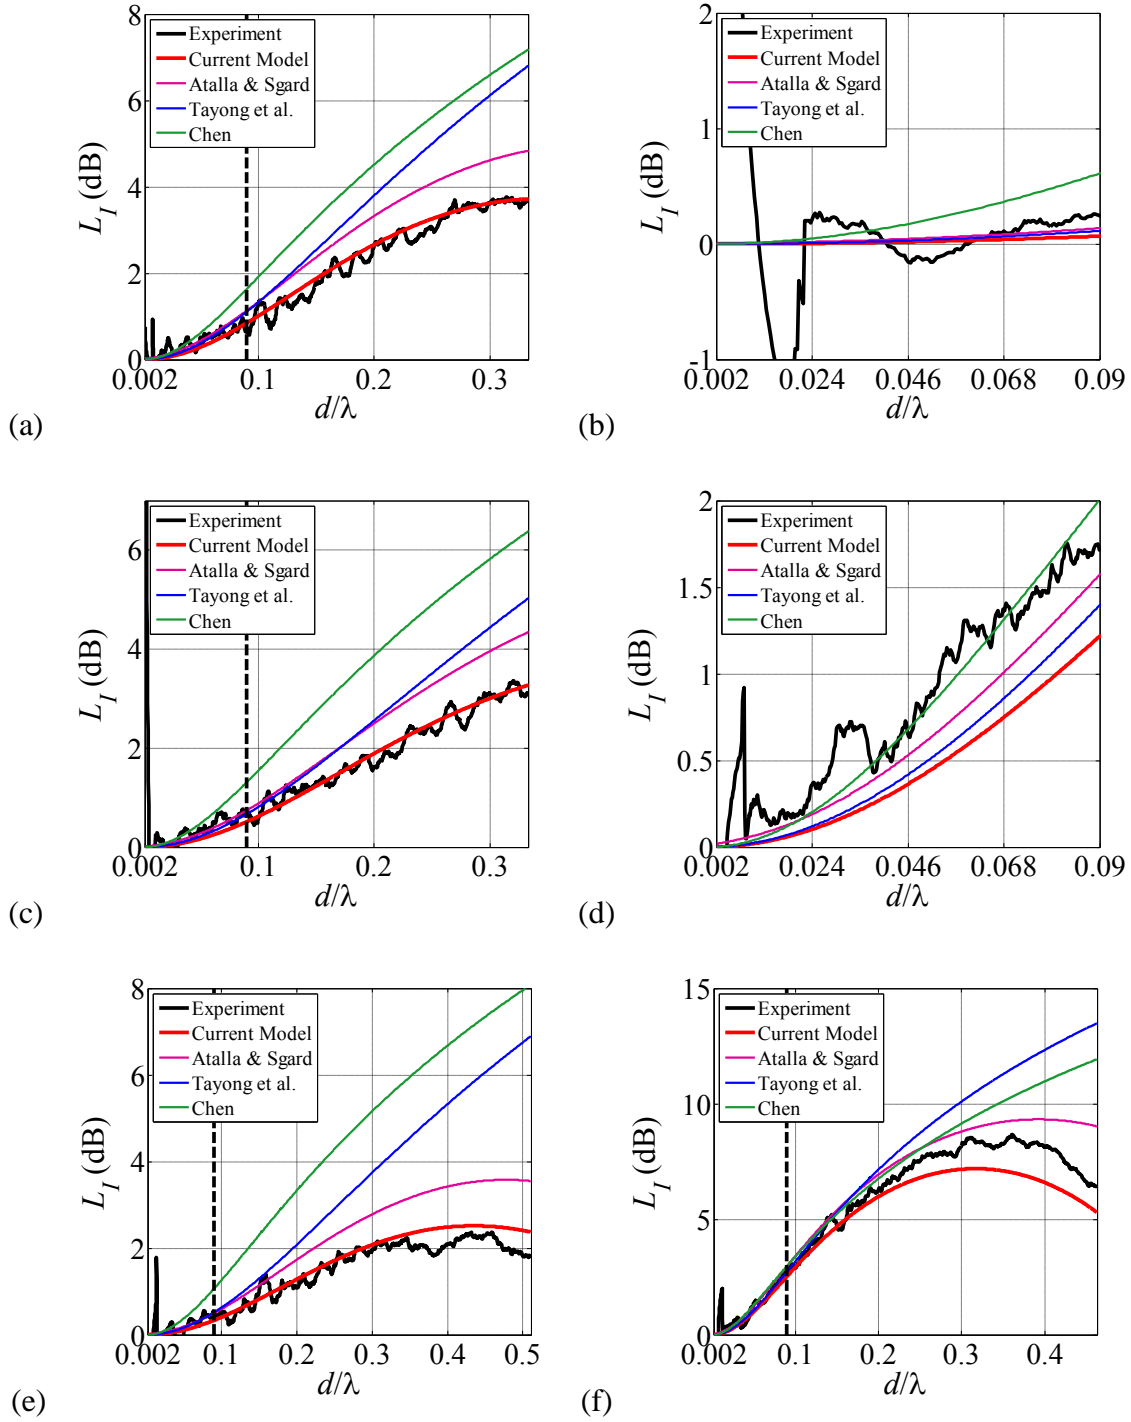 8
6
4
2
0
L_I (dB)
Experiment
Current Model
Atalla & Sgard
Tayong et al.
Chen
0.002
0.1
0.2
0.3
d/λ
(a)
2
1
0
-1
L_I (dB)
Experiment
Current Model
Atalla & Sgard
Tayong et al.
Chen
0.002
0.024
0.046
0.068
0.09
d/λ
(b)
6
4
2
0
L_I (dB)
Experiment
Current Model
Atalla & Sgard
Tayong et al.
Chen
0.002
0.1
0.2
0.3
d/λ
(c)
2
1.5
1
0.5
0
L_I (dB)
Experiment
Current Model
Atalla & Sgard
Tayong et al.
Chen
0.002
0.024
0.046
0.068
0.09
d/λ
(d)
8
6
4
2
0
L_I (dB)
Experiment
Current Model
Atalla & Sgard
Tayong et al.
Chen
0.002
0.1
0.2
0.3
0.4
0.5
d/λ
(e)
15
10
5
0
L_I (dB)
Experiment
Current Model
Atalla & Sgard
Tayong et al.
Chen
0.002
0.1
0.2
0.3
0.4
d/λ
(f)